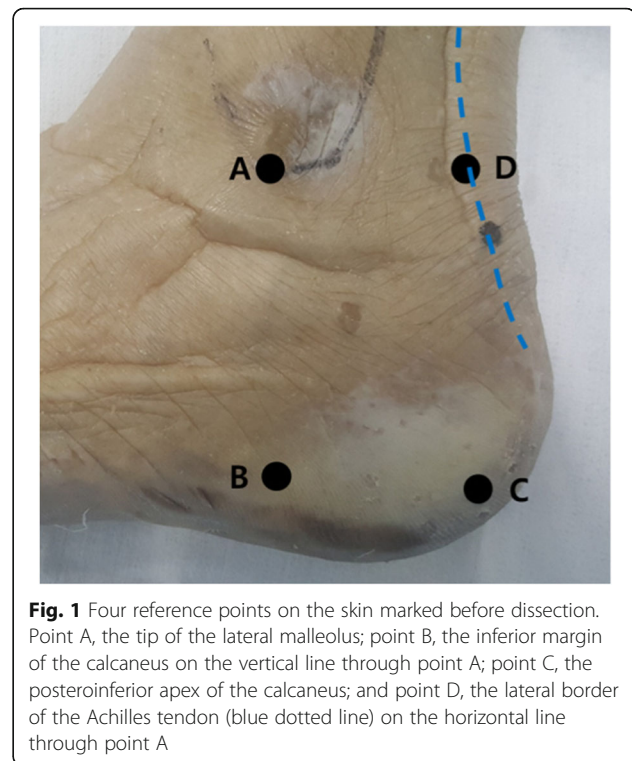 A
D
B
C
Fig. 1 Four reference points on the skin marked before dissection.
Point A, the tip of the lateral malleolus; point B, the inferior margin
of the calcaneus on the vertical line through point A; point C, the
posteroinferior apex of the calcaneus; and point D, the lateral border
of the Achilles tendon (blue dotted line) on the horizontal line
through point A